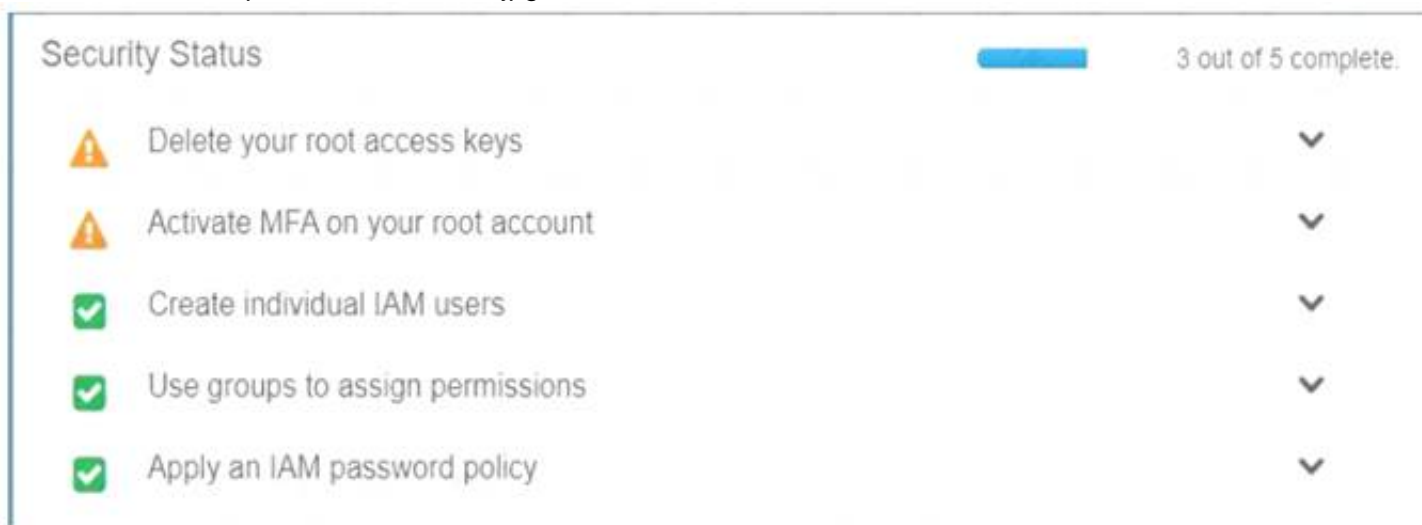 Security Status
3 out of 5 complete.
Delete your root access keys
Activate MFA on your root account
Create individual IAM users
Use groups to assign permissions
Apply an IAM password policy